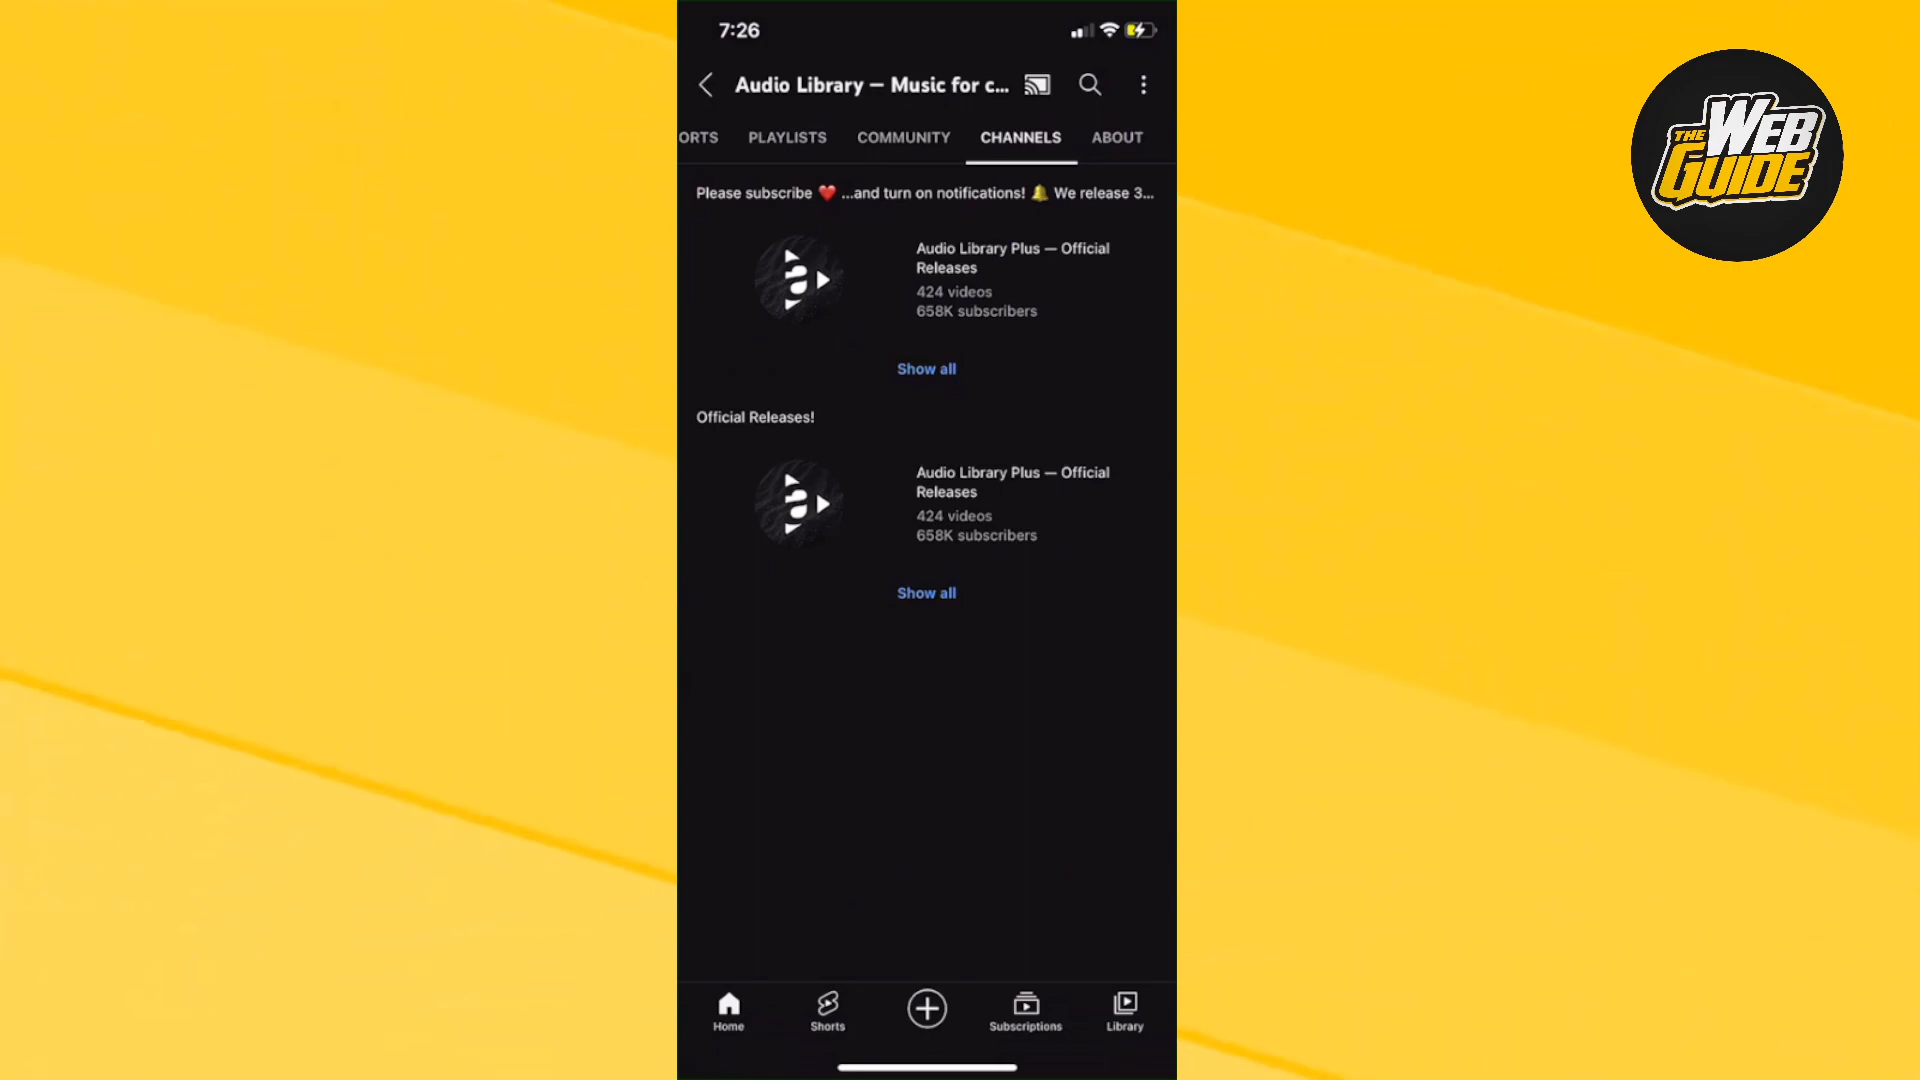 7:26
Audio Library — Music for c...
ORTS PLAYLISTS COMMUNITY CHANNELS ABOUT
Please subscribe ❤️ ...and turn on notifications! 🔔 We release 3...
Audio Library Plus — Official
Releases
424 videos
658K subscribers
Show all
Official Releases!
Audio Library Plus — Official
Releases
424 videos
658K subscribers
Show all
Home Shorts Subscriptions Library
THE WEB
GUIDE